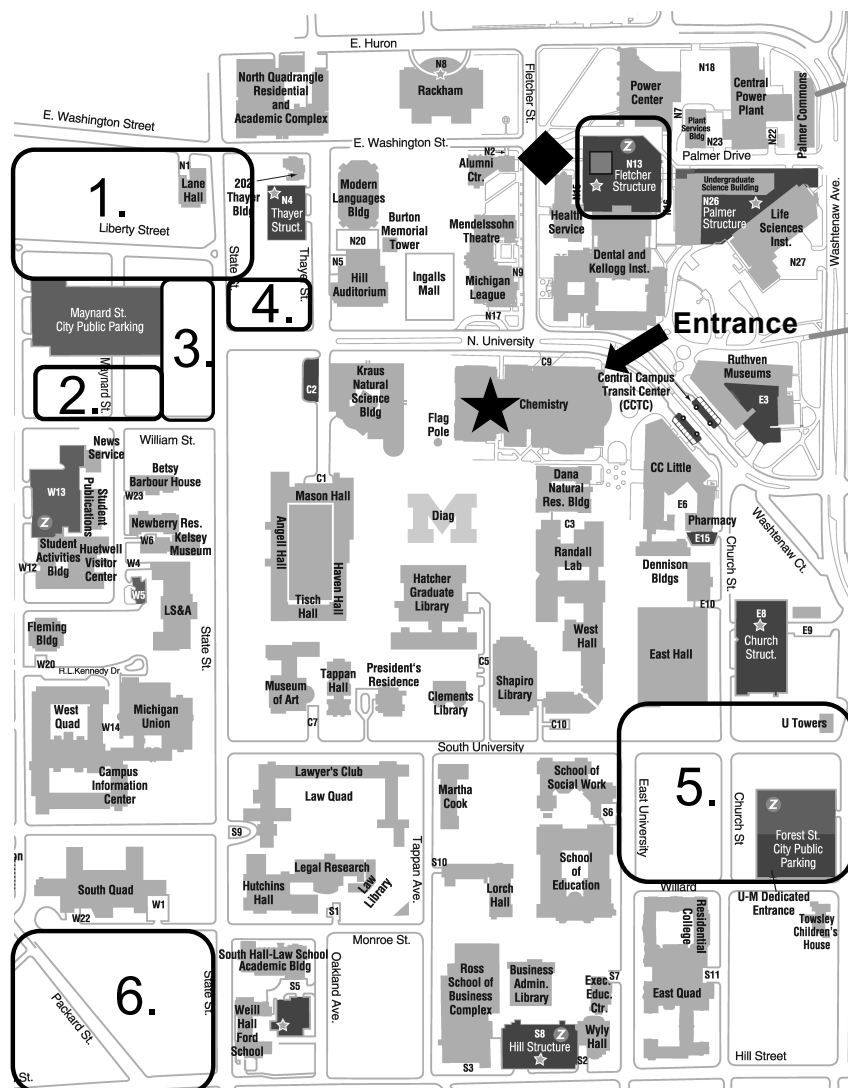 E. Huron
Fletcher St.
N8
Rackham
North Quadrangle
Residential
and
Academic Complex
Power
Center
N18
Central
Power
Plant
Palmer Commons
N7
Plant
Services
Bldg
N23
N22
Palmer Drive
E. Washington Street
E. Washington St.
N2
Alumni
Ctr.
Z
N13
Fletcher
Structure
N1
Lane
Hall
1.
Liberty Street
State St
202
Thayer
Bldg
N4
Thayer
Struct.
Thayer St.
Modern
Languages
Bldg
N20
Burton
Memorial
Tower
N5
Hill
Auditorium
Ingalls
Mall
Mendelssohn
Theatre
Michigan
League
N9
N17
Health
Service
Dental and
Kellogg Inst.
Undergraduate
Science Building
N26
Palmer
Structure
Life
Sciences
Inst.
N27
Washtenaw Ave.
Maynard St.
City Public Parking
3.
4.
2.
Maynard St.
N. University
Entrance
C2
Kraus
Natural
Science
Bldg
Flag
Pole
C9
Chemistry
Central Campus
Transit Center
(CCTC)
Ruthven
Museums
E3
William St.
News
Service
W13
Z
Student
Publications
Betsy
Barbour House
W23
Newberry Res.
W6
Kelsey
Museum
Student
Activities
Bldg
Huetwell
Visitor
Center
W12
W4
W5
LS&A
State St.
C1
Mason Hall
Angell Hall
Haven Hall
Tisch
Hall
M
Diag
Dana
Natural
Res. Bldg
C3
Randall
Lab
CC Little
E6
Pharmacy
E15
Dennison
Bldgs
Church St.
Washtenaw Ct.
E10
E8
Church
Struct.
E9
Hatcher
Graduate
Library
West
Hall
East Hall
Fleming
Bldg
W20
H.L.Kennedy Dr.
West
Quad
W14
Michigan
Union
Campus
Information
Center
Museum
of Art
C7
Tappan
Hall
President's
Residence
Clements
Library
C5
Shapiro
Library
C10
U Towers
South University
5.
East University
Church St
Z
Forest St.
City Public
Parking
U-M Dedicated
Entrance
Lawyer's Club
Law Quad
S9
Legal Research
Hutchins
Hall
Law
Library
S1
Tappan Ave.
Martha
Cook
School of
Social Work
S6
School
of
Education
S10
Lorch
Hall
Willard
Residential
College
Towsley
Children's
House
South Quad
W22
W1
Monroe St.
6.
Packard St.
State St.
South Hall-Law School
Academic Bldg
S5
Weill
Hall
Ford
School
Oakland Ave.
Ross
School of
Business
Complex
Business
Admin.
Library
Exec.
Educ.
Ctr.
S7
S8
Z
Hill Structure
Wyly
Hall
S3
S2
East Quad
S11
Hill Street
St.